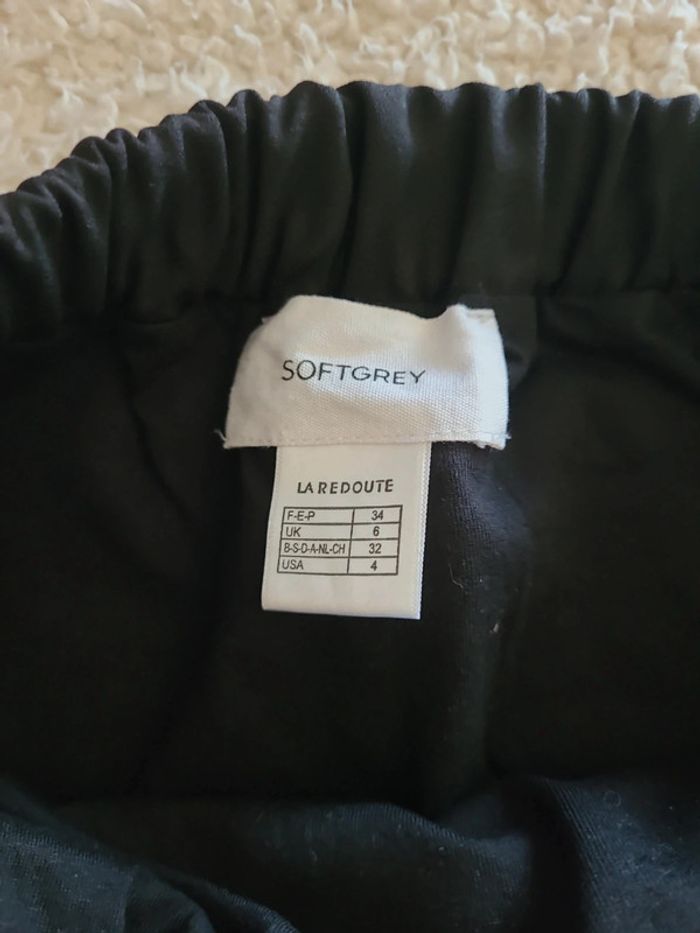 SOFTGREY
LA REDOUTE
F-E-P 34
UK 6
B-S-D-A-NL-CH 32
USA 4